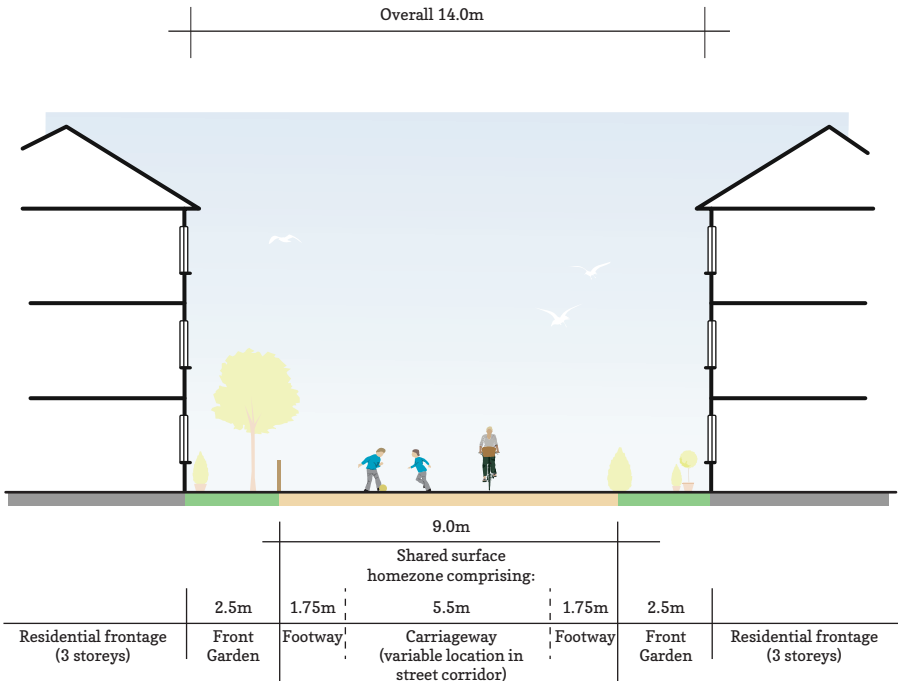 Overall 14.0m
9.0m
Shared surface
homezone comprising:
2.5m
1.75m
5.5m
1.75m
2.5m
Residential frontage
(3 storeys)
Front
Garden
Footway
Carriageway
(variable location in
street corridor)
Footway
Front
Garden
Residential frontage
(3 storeys)